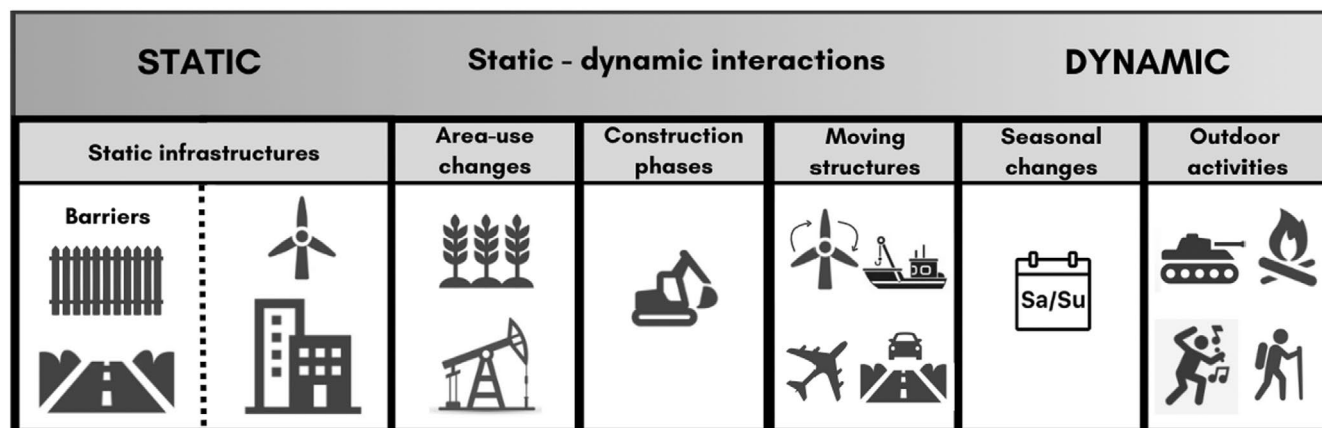 STATIC
Static - dynamic interactions
DYNAMIC
Static infrastructures
Area-use
changes
Construction
phases
Moving
structures
Seasonal
changes
Outdoor
activities
Barriers
Sa/Su